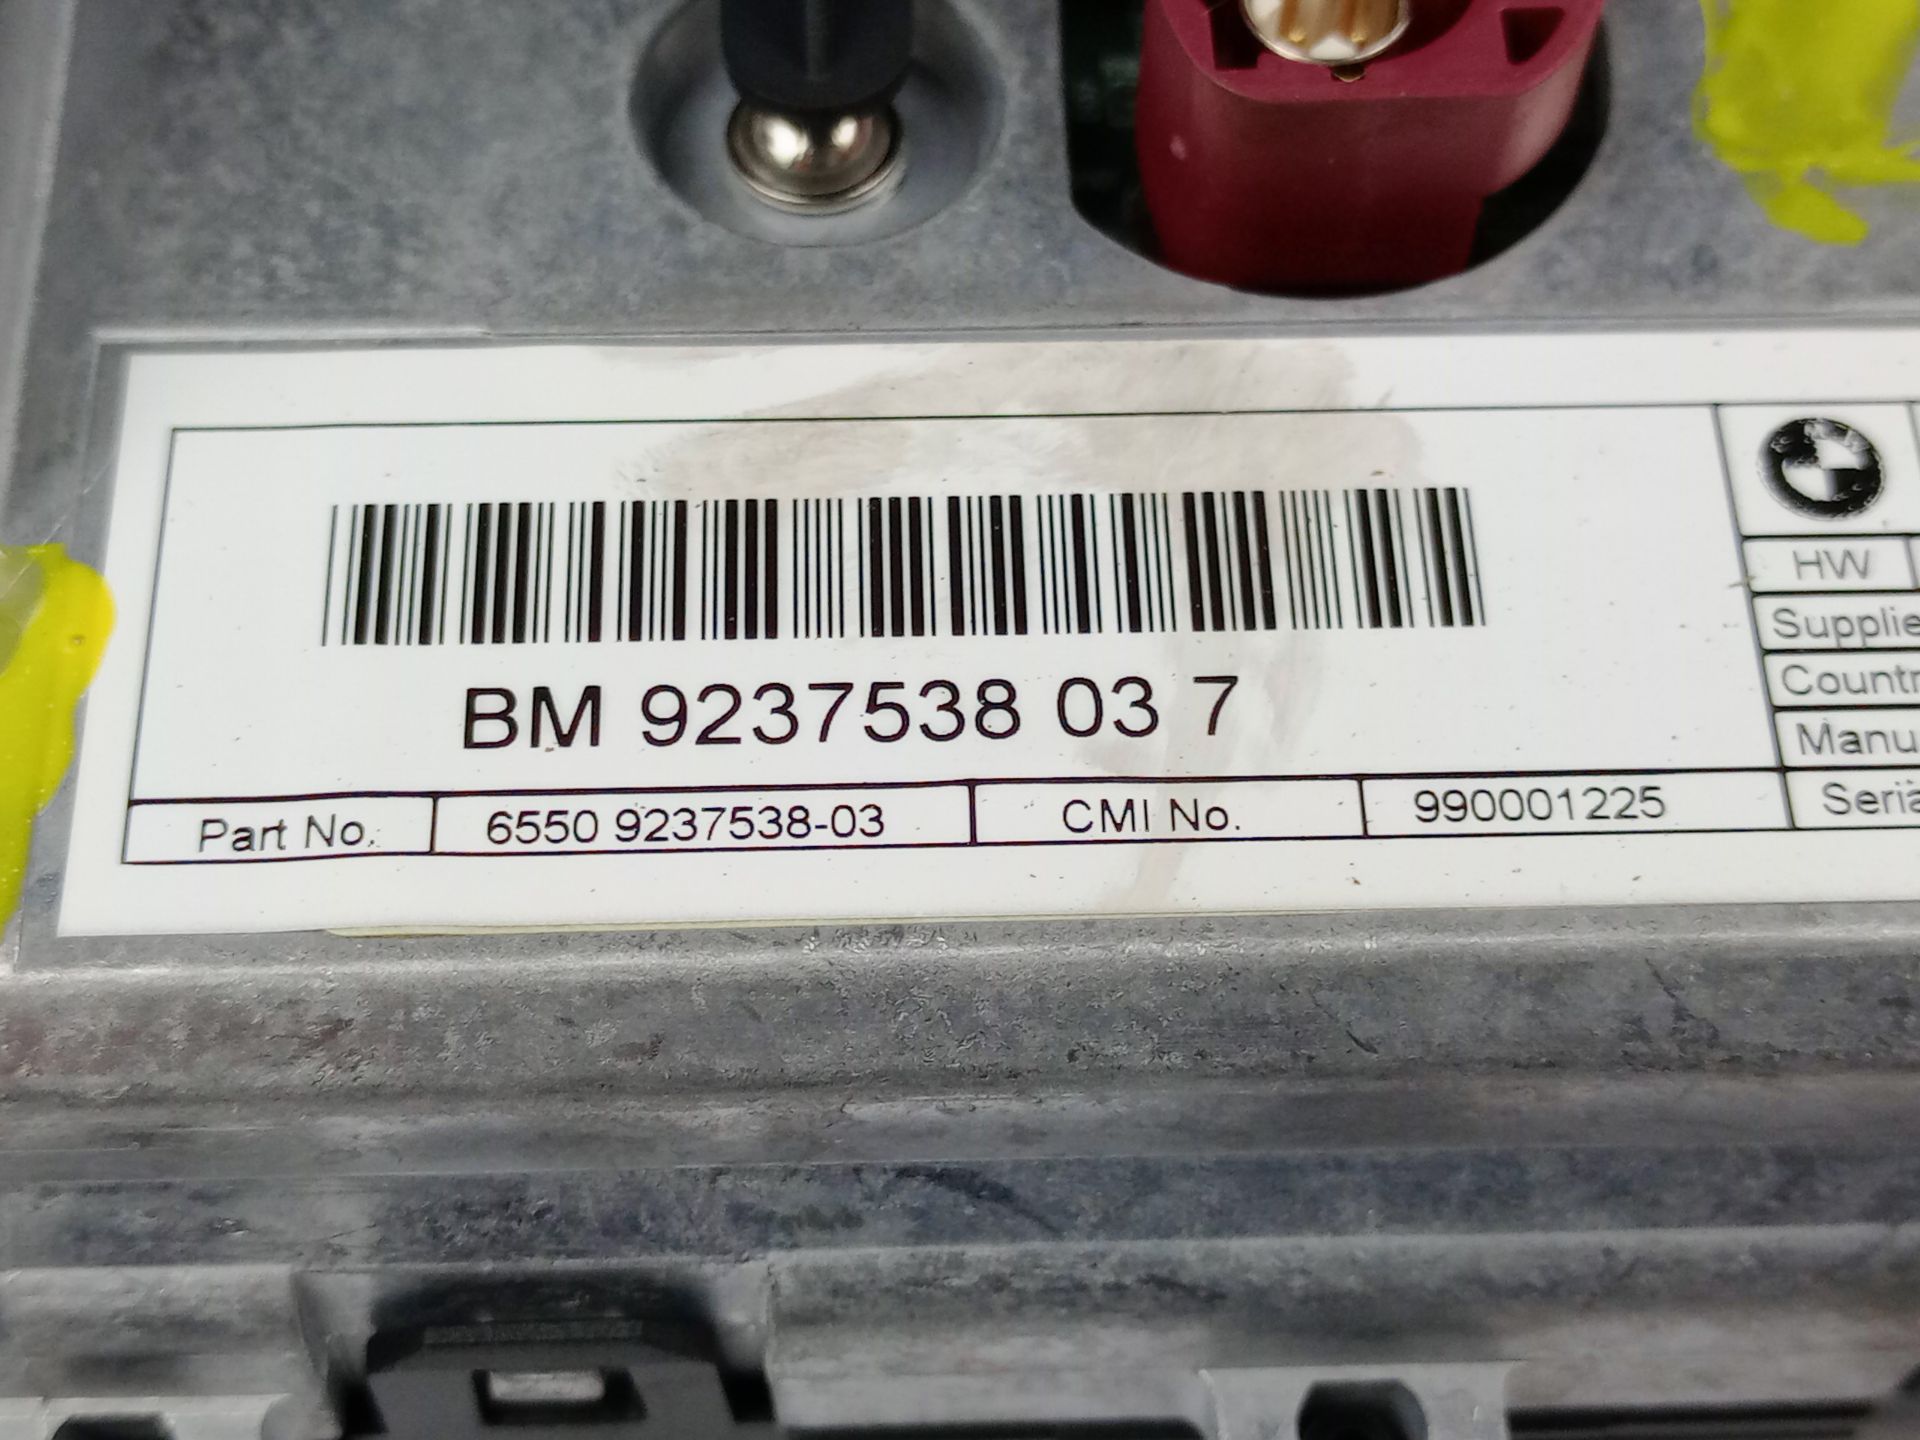 BM 9237538 03 7
Part No. 6550 9237538-03 CMI No. 990001225
HW
Supplie
Countr
Manu
Seria